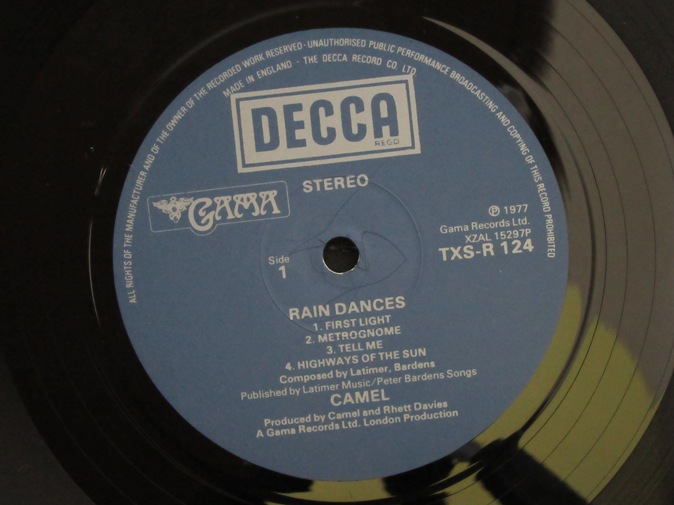 ALL RIGHTS OF THE MANUFACTURER AND OF THE OWNER OF THE RECORDED WORK RESERVED · UNAUTHORISED PUBLIC PERFORMANCE BROADCASTING AND COPYING OF THIS RECORD PROHIBITED
MADE IN ENGLAND · THE DECCA RECORD CO LTD.
DECCA
REGD
STEREO
GAMA
℗ 1977
Gama Records Ltd.
XZAL 15297P
TXS-R 124
Side
1
RAIN DANCES
1. FIRST LIGHT
2. METROGNOME
3. TELL ME
4. HIGHWAYS OF THE SUN
Composed by Latimer, Bardens
Published by Latimer Music/Peter Bardens Songs
CAMEL
Produced by Camel and Rhett Davies
A Gama Records Ltd. London Production